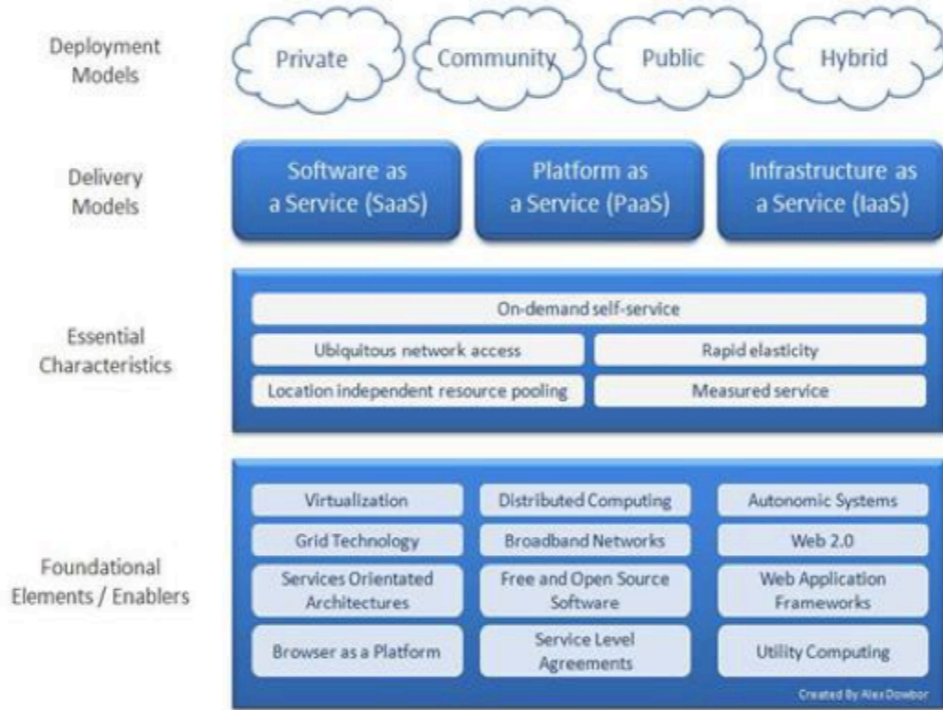 Deployment
Models
Private
Community
Public
Hybrid
Delivery
Models
Software as
a Service (SaaS)
Platform as
a Service (PaaS)
Infrastructure as
a Service (IaaS)
Essential
Characteristics
On-demand self-service
Ubiquitous network access
Rapid elasticity
Location independent resource pooling
Measured service
Foundational
Elements / Enablers
Virtualization
Distributed Computing
Autonomic Systems
Grid Technology
Broadband Networks
Web 2.0
Services Orientated
Architectures
Free and Open Source
Software
Web Application
Frameworks
Browser as a Platform
Service Level
Agreements
Utility Computing
Created By Alex Dowbor